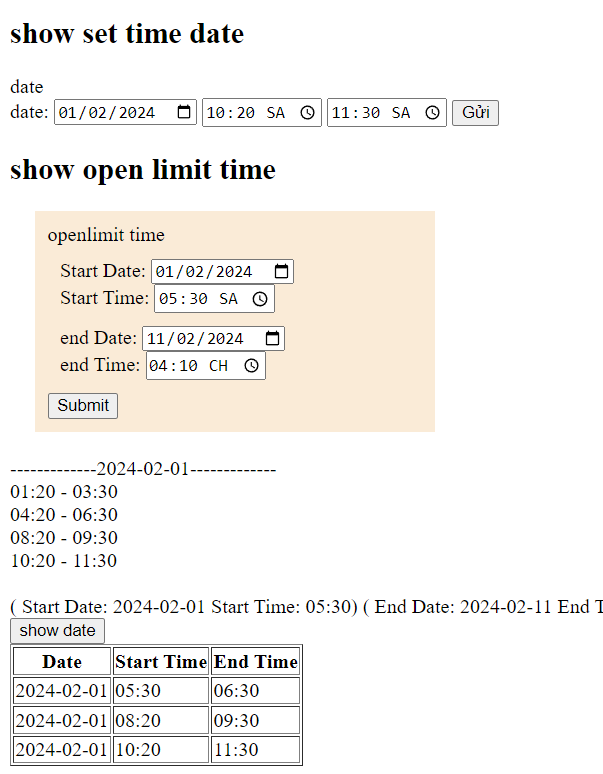 show set time date
date
date: 01/02/2024 10:20 SA 11:30 SA Gửi
show open limit time
openlimit time
Start Date: 01/02/2024
Start Time: 05:30 SA
end Date: 11/02/2024
end Time: 04:10 CH
Submit
-------------2024-02-01-------------
01:20 - 03:30
04:20 - 06:30
08:20 - 09:30
10:20 - 11:30
( Start Date: 2024-02-01 Start Time: 05:30) ( End Date: 2024-02-11 End T
show date
Date Start Time End Time
2024-02-01 05:30 06:30
2024-02-01 08:20 09:30
2024-02-01 10:20 11:30